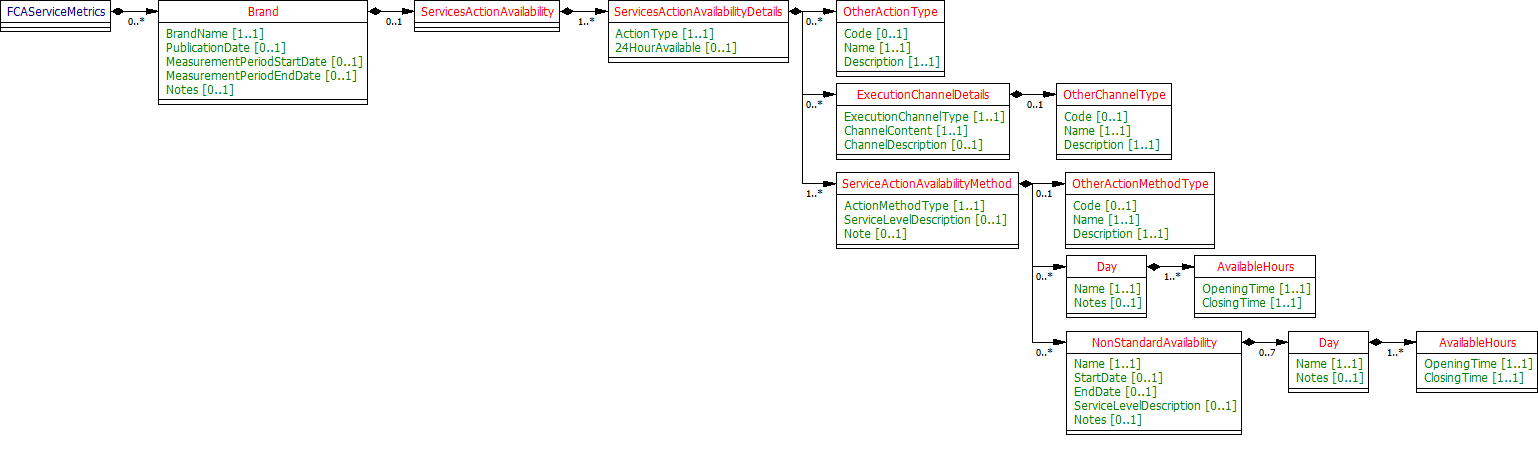 FCAServiceMetrics
0..*
Brand
BrandName [1..1]
PublicationDate [0..1]
MeasurementPeriodStartDate [0..1]
MeasurementPeriodEndDate [0..1]
Notes [0..1]
0..1
ServicesActionAvailability
1..*
ServicesActionAvailabilityDetails
ActionType [1..1]
24HourAvailable [0..1]
0..*
OtherActionType
Code [0..1]
Name [1..1]
Description [1..1]
0..*
ExecutionChannelDetails
ExecutionChannelType [1..1]
ChannelContent [1..1]
ChannelDescription [0..1]
0..1
OtherChannelType
Code [0..1]
Name [1..1]
Description [1..1]
1..*
ServiceActionAvailabilityMethod
ActionMethodType [1..1]
ServiceLevelDescription [0..1]
Note [0..1]
0..1
OtherActionMethodType
Code [0..1]
Name [1..1]
Description [1..1]
0..*
Day
Name [1..1]
Notes [0..1]
1..*
AvailableHours
OpeningTime [1..1]
ClosingTime [1..1]
0..*
NonStandardAvailability
Name [1..1]
StartDate [0..1]
EndDate [0..1]
ServiceLevelDescription [0..1]
Notes [0..1]
0..7
Day
Name [1..1]
Notes [0..1]
1..*
AvailableHours
OpeningTime [1..1]
ClosingTime [1..1]